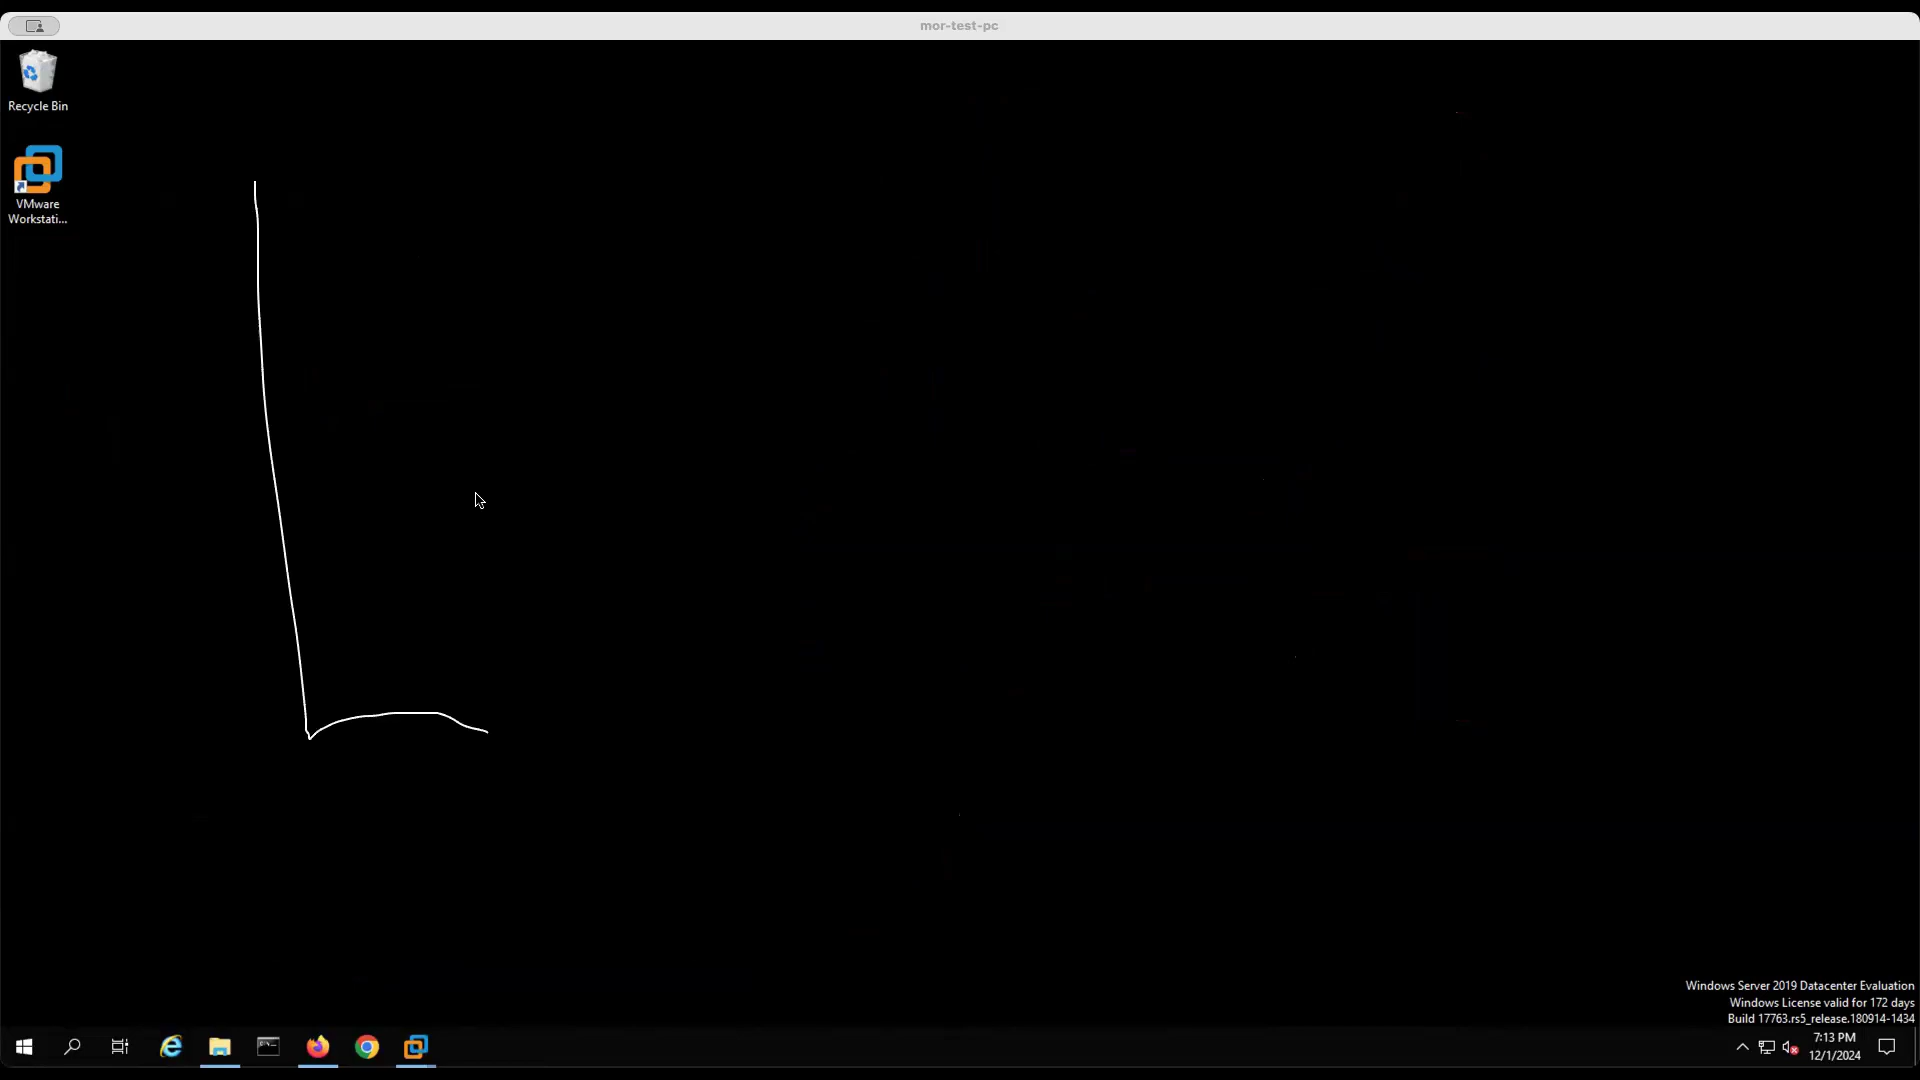 mor-test-pc
Recycle Bin
VMware
Workstati...
Windows Server 2019 Datacenter Evaluation
Windows License valid for 172 days
Build 17763.rs5_release.180914-1434
7:13 PM
12/1/2024